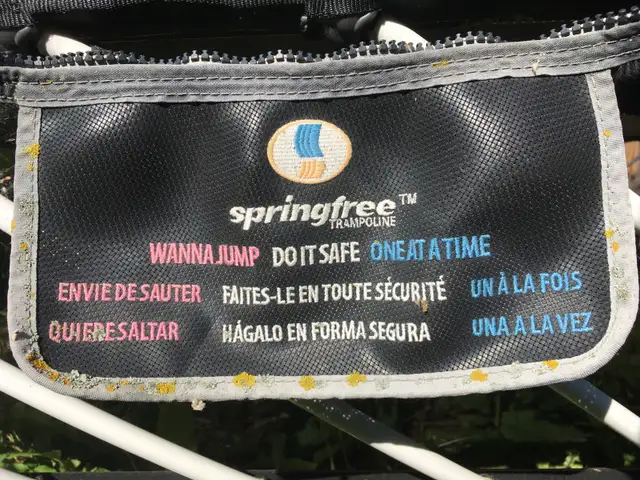 springfree™
TRAMPOLINE
WANNA JUMP DO IT SAFE ONE AT A TIME
ENVIE DE SAUTER FAITES-LE EN TOUTE SÉCURITÉ UN À LA FOIS
QUIERE SALTAR HÁGALO EN FORMA SEGURA UNA A LA VEZ